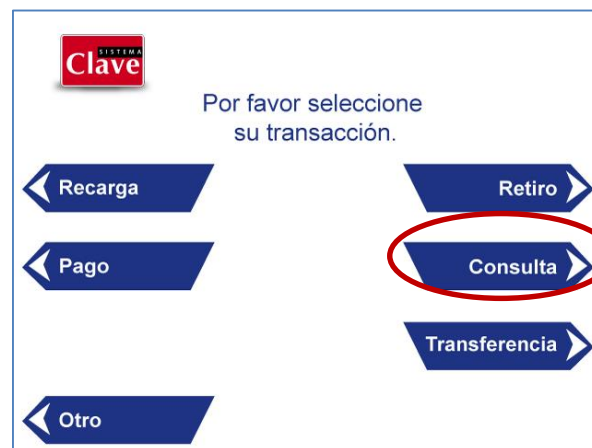 SISTEMA
Clave
Por favor seleccione
su transacción.
Recarga
Retiro
Pago
Consulta
Transferencia
Otro